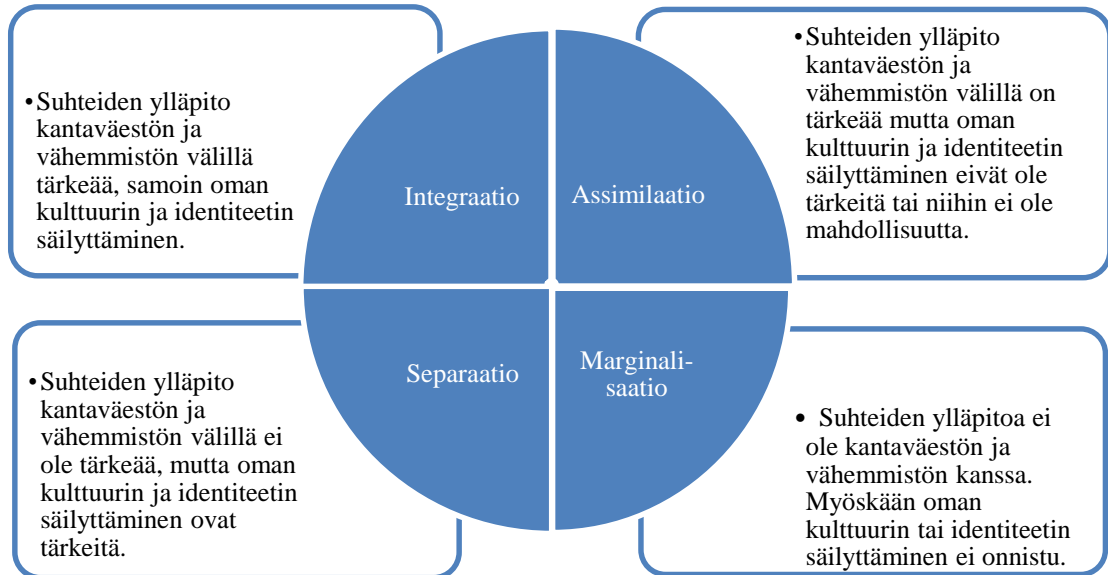 •Suhteiden ylläpito
kantaväestön ja
vähemmistön välillä
tärkeää, samoin oman
kulttuurin ja identiteetin
säilyttäminen.
Integraatio
Assimilaatio
•Suhteiden ylläpito
kantaväestön ja
vähemmistön välillä on
tärkeää mutta oman
kulttuurin ja identiteetin
säilyttäminen eivät ole
tärkeitä tai niihin ei ole
mahdollisuutta.
•Suhteiden ylläpito
kantaväestön ja
vähemmistön välillä ei
ole tärkeää, mutta oman
kulttuurin ja identiteetin
säilyttäminen ovat
tärkeitä.
Separaatio
Marginali-
saatio
• Suhteiden ylläpitoa ei
ole kantaväestön ja
vähemmistön kanssa.
Myöskään oman
kulttuurin tai identiteetin
säilyttäminen ei onnistu.